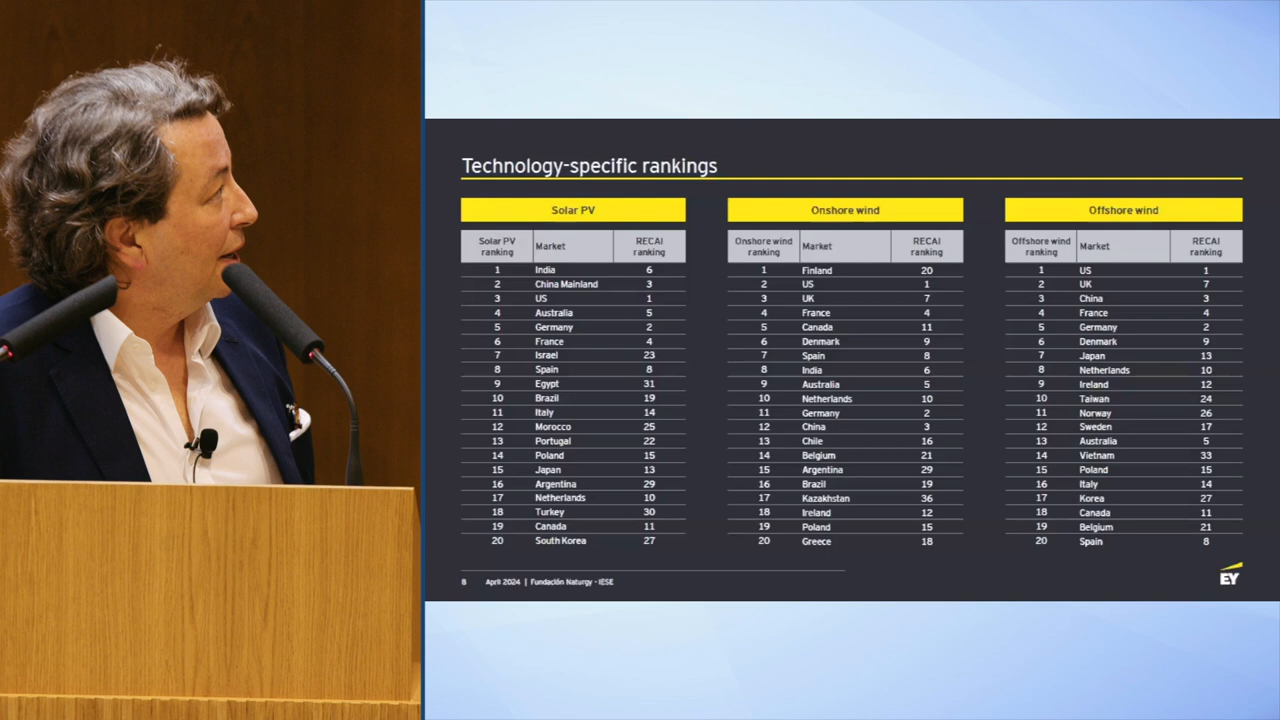 Technology-specific rankings
Solar PV
Solar PV ranking Market RECAI ranking
1 India 6
2 China Mainland 3
3 US 1
4 Australia 5
5 Germany 2
6 France 4
7 Israel 23
8 Spain 8
9 Egypt 31
10 Brazil 19
11 Italy 14
12 Morocco 25
13 Portugal 22
14 Poland 15
15 Japan 13
16 Argentina 29
17 Netherlands 10
18 Turkey 30
19 Canada 11
20 South Korea 27
Onshore wind
Onshore wind ranking Market RECAI ranking
1 Finland 20
2 US 1
3 UK 7
4 France 4
5 Canada 11
6 Denmark 9
7 Spain 8
8 India 6
9 Australia 5
10 Netherlands 10
11 Germany 2
12 China 3
13 Chile 16
14 Belgium 21
15 Argentina 29
16 Brazil 19
17 Kazakhstan 36
18 Ireland 12
19 Poland 15
20 Greece 18
Offshore wind
Offshore wind ranking Market RECAI ranking
1 US 1
2 UK 7
3 China 3
4 France 4
5 Germany 2
6 Denmark 9
7 Japan 13
8 Netherlands 10
9 Ireland 12
10 Taiwan 24
11 Norway 26
12 Sweden 17
13 Australia 5
14 Vietnam 33
15 Poland 15
16 Italy 14
17 Korea 27
18 Canada 11
19 Belgium 21
20 Spain 8
8 April 2024 | Fundación Naturgy - IESE
EY